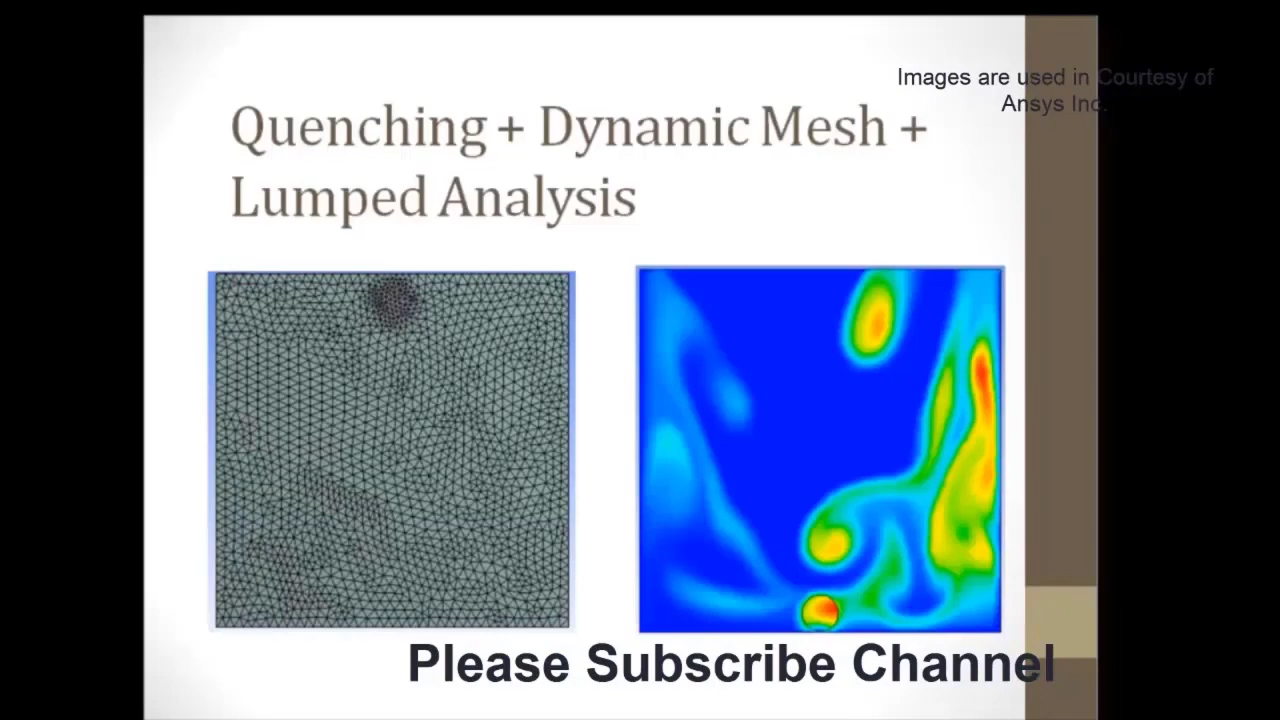 Images are used in Courtesy of
Ansys Inc.
Quenching + Dynamic Mesh +
Lumped Analysis
Please Subscribe Channel